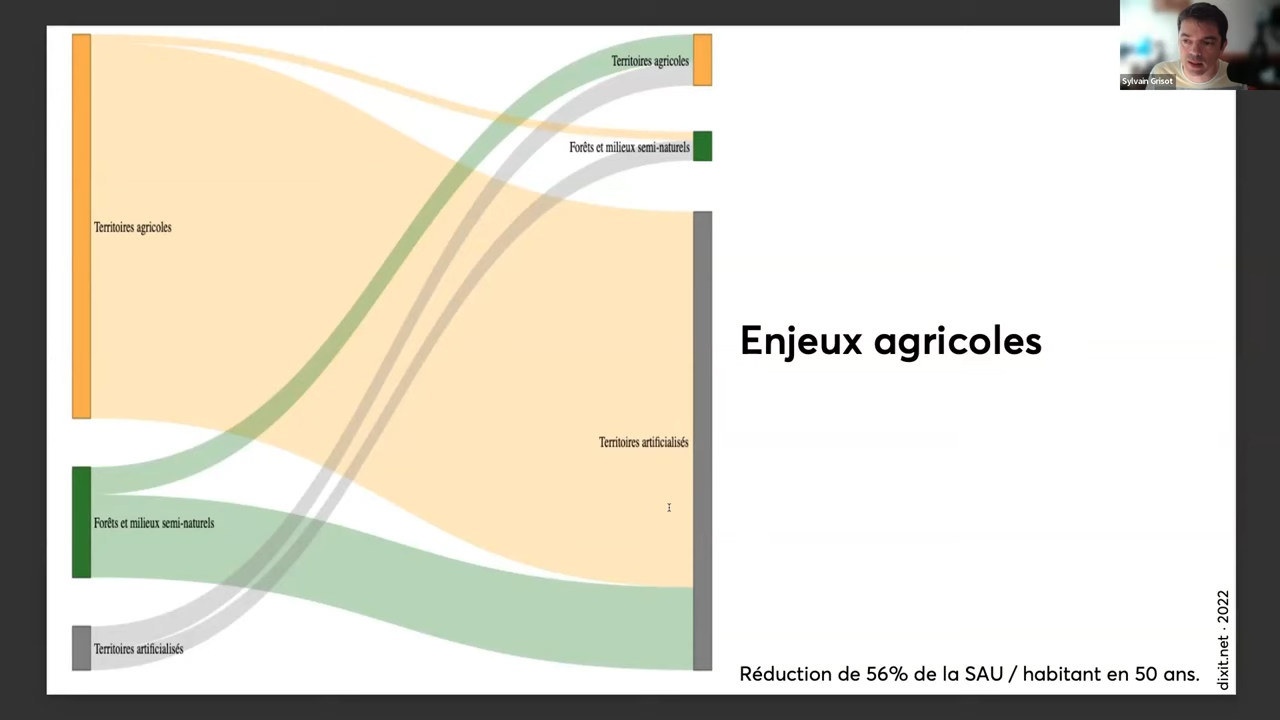 Territoires agricoles
Forêts et milieux semi-naturels
Territoires artificialisés
Territoires agricoles
Forêts et milieux semi-naturels
Territoires artificialisés
Enjeux agricoles
Réduction de 56% de la SAU / habitant en 50 ans.
dixit.net · 2022
Sylvain Grisot